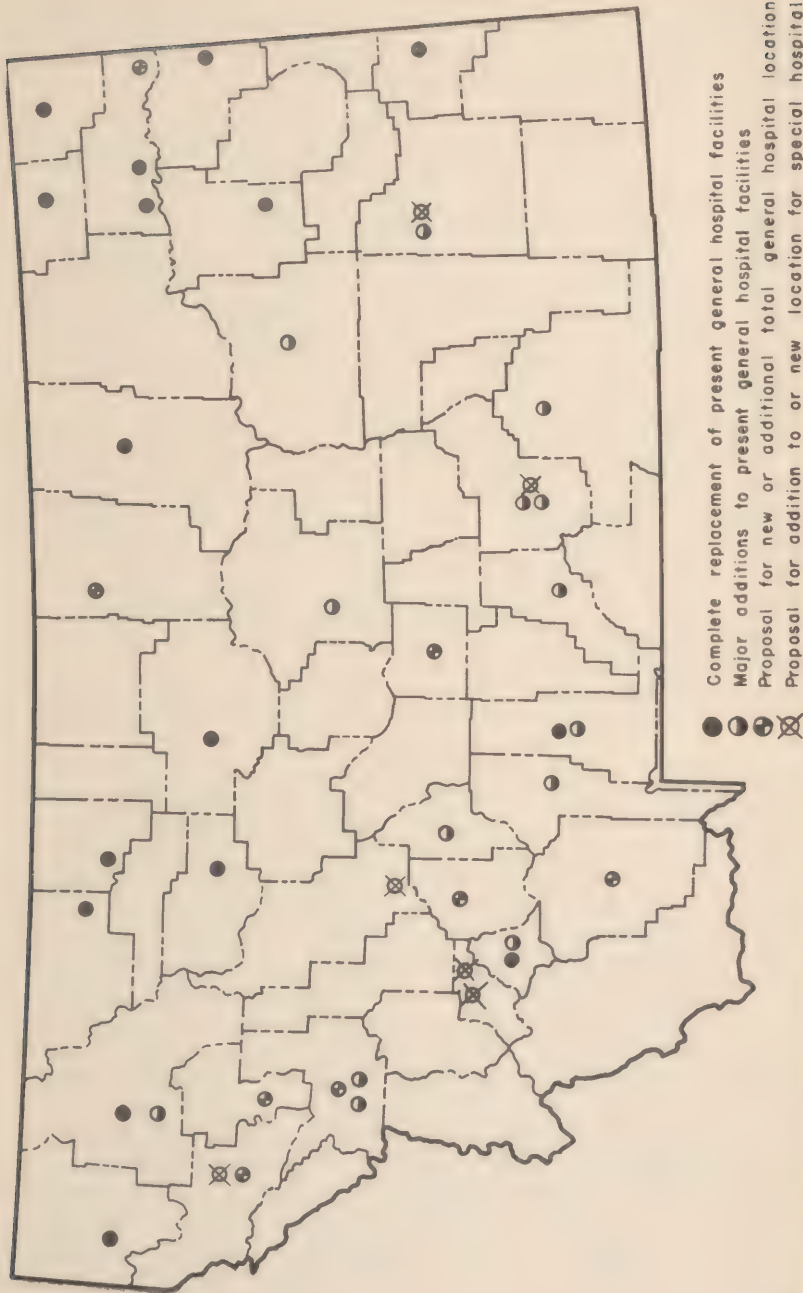 Complete replacement of present general hospital facilities
Major additions to present general hospital facilities
Proposal for new or additional total general hospital location
Proposal for addition to or new location for special hospital